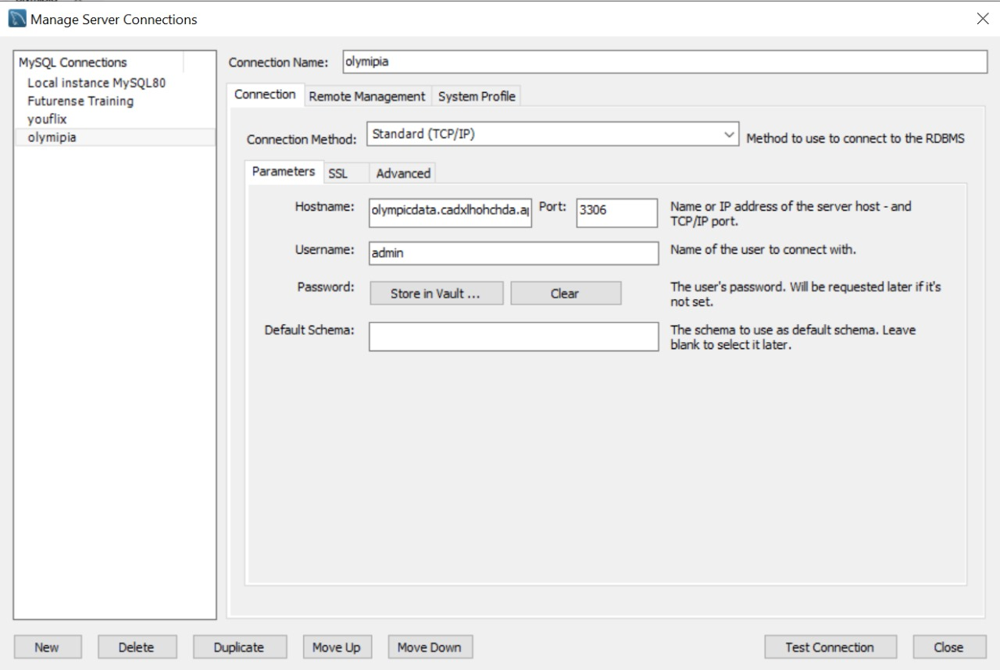 Manage Server Connections
MySQL Connections
Local instance MySQL80
Futurense Training
youflix
olymipia
Connection Name: olymipia
Connection Remote Management System Profile
Connection Method: Standard (TCP/IP) Method to use to connect to the RDBMS
Parameters SSL Advanced
Hostname: olympicdata.cadxlhohchda.ap Port: 3306 Name or IP address of the server host - and
TCP/IP port.
Username: admin Name of the user to connect with.
Password: Store in Vault ... Clear The user's password. Will be requested later if it's
not set.
Default Schema: The schema to use as default schema. Leave
blank to select it later.
New Delete Duplicate Move Up Move Down Test Connection Close